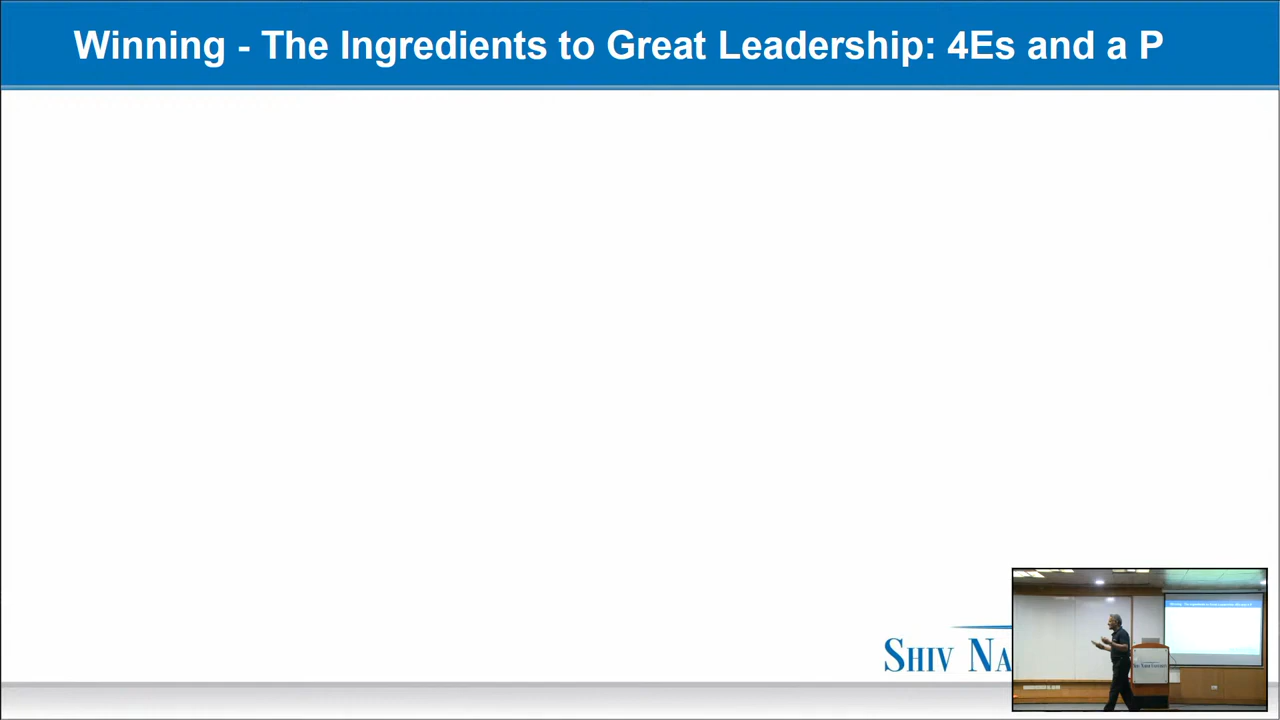 Winning - The Ingredients to Great Leadership: 4Es and a P
SHIV NA